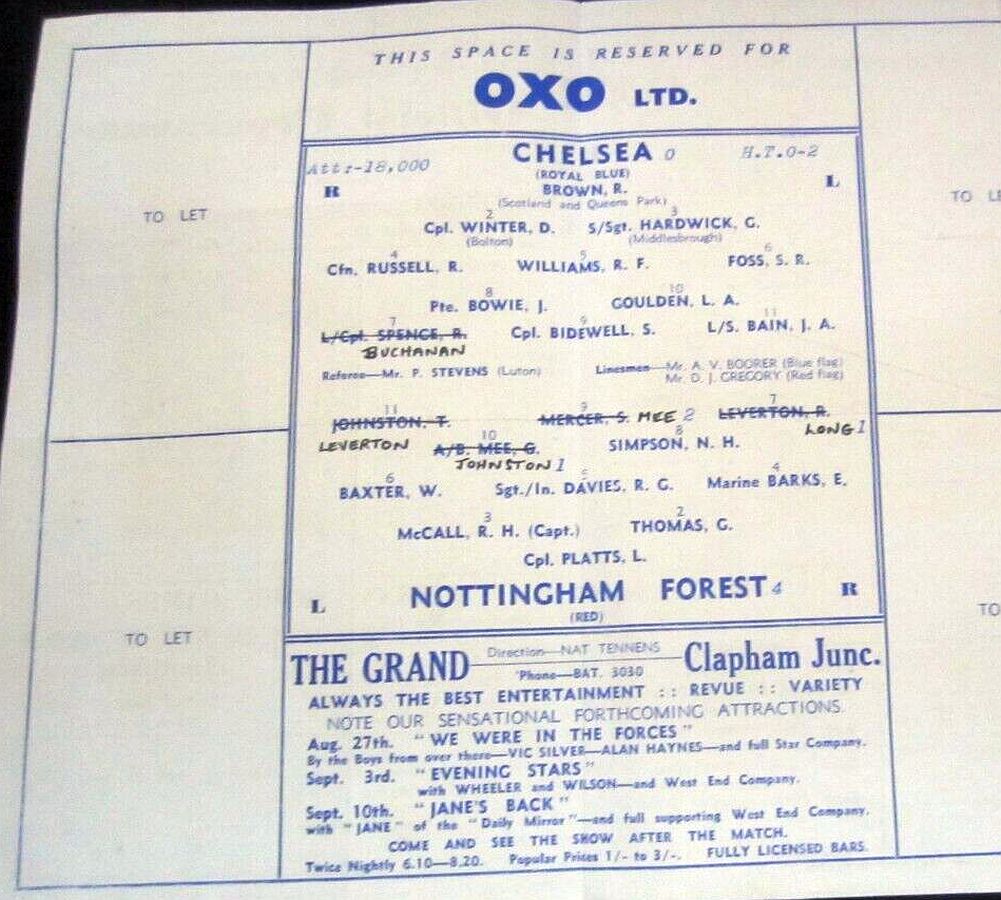 THIS SPACE IS RESERVED FOR
OXO LTD.
Att:-18,000 CHELSEA 0 H.T.0-2
(ROYAL BLUE)
R BROWN, R. L
(Scotland and Queens Park)
2 3
Cpl. WINTER, D. S/Sgt. HARDWICK, G.
(Bolton) (Middlesbrough)
4 5 6
Cfn. RUSSELL, R. WILLIAMS, R. F. FOSS, S. R.
8 10
Pte. BOWIE, J. GOULDEN, L. A.
7 9 11
L/Cpl. SPENCE, R. Cpl. BIDEWELL, S. L/S. BAIN, J. A.
BUCHANAN
Referee—Mr. P. STEVENS (Luton) Linesmen—Mr. A. V. BOORER (Blue flag)
Mr. D. J. GREGORY (Red flag)
11 9 7
JOHNSTON, T. MERCER, S. MEE 2 LEVERTON, R.
LEVERTON LONG 1
10 8
A/B. MEE, G. SIMPSON, N. H.
JOHNSTON 1
6 5 4
BAXTER, W. Sgt./In. DAVIES, R. G. Marine BARKS, E.
3 2
McCALL, R. H. (Capt.) THOMAS, G.
Cpl. PLATTS, L.
L NOTTINGHAM FOREST 4 R
(RED)
THE GRAND Direction—NAT TENNENS Clapham Junc.
'Phone—BAT. 3030
ALWAYS THE BEST ENTERTAINMENT :: REVUE :: VARIETY
NOTE OUR SENSATIONAL FORTHCOMING ATTRACTIONS
Aug. 27th. "WE WERE IN THE FORCES"
By the Boys from over there—VIC SILVER—ALAN HAYNES—and full Star Company.
Sept. 3rd. "EVENING STARS"
with WHEELER and WILSON—and West End Company.
Sept. 10th. "JANE'S BACK"
with "JANE" of the "Daily Mirror"—and full supporting West End Company.
COME AND SEE THE SHOW AFTER THE MATCH.
Twice Nightly 6.10—8.20. Popular Prices 1/- to 3/-. FULLY LICENSED BARS.
TO LET
TO LET
TO LE
TO